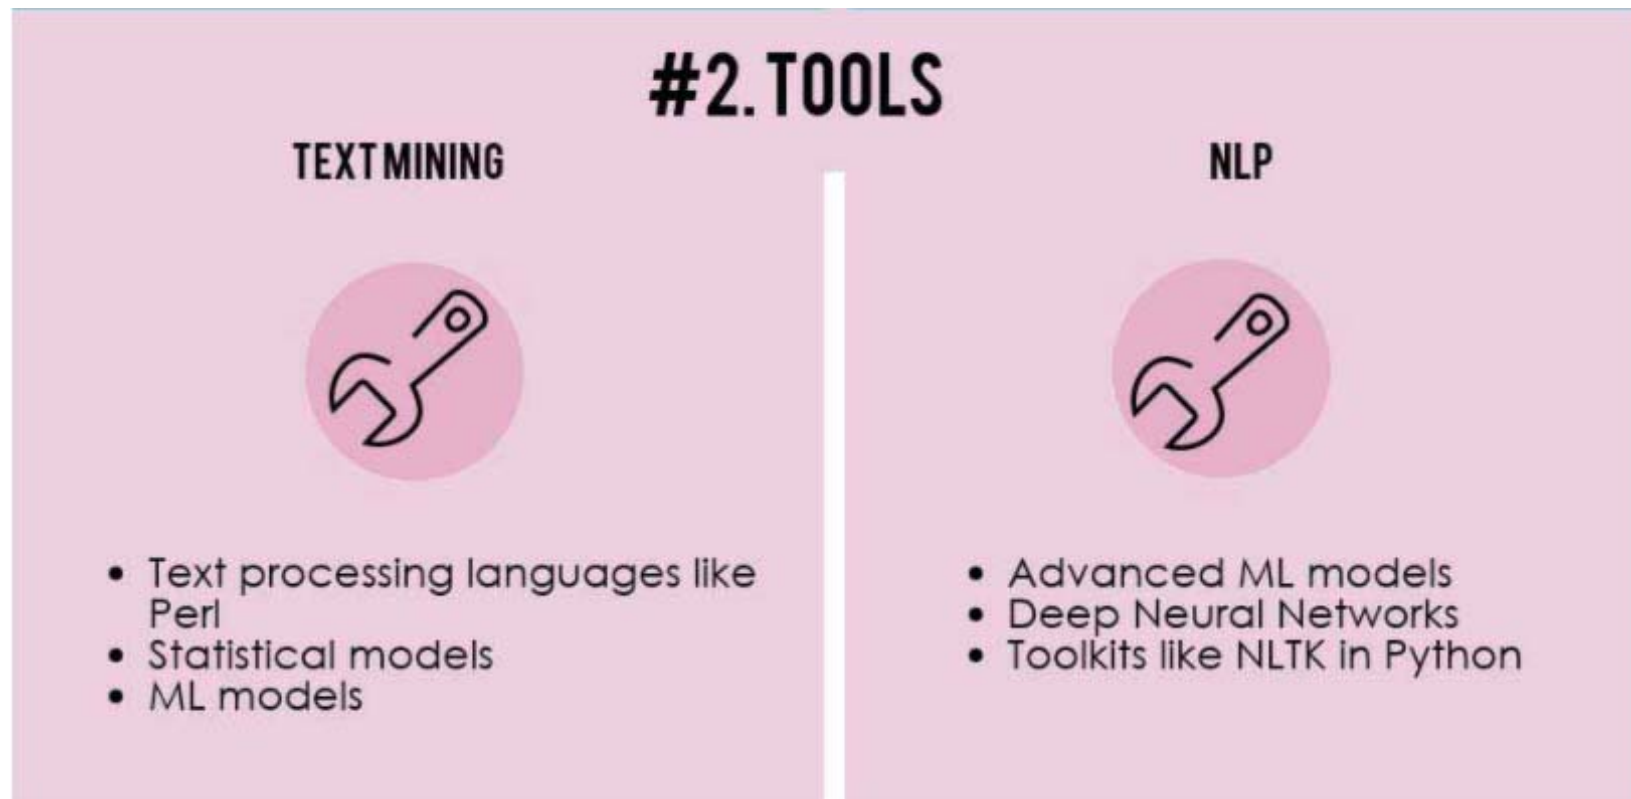 #2. TOOLS
TEXT MINING
• Text processing languages like
Perl
• Statistical models
• ML models
NLP
• Advanced ML models
• Deep Neural Networks
• Toolkits like NLTK in Python